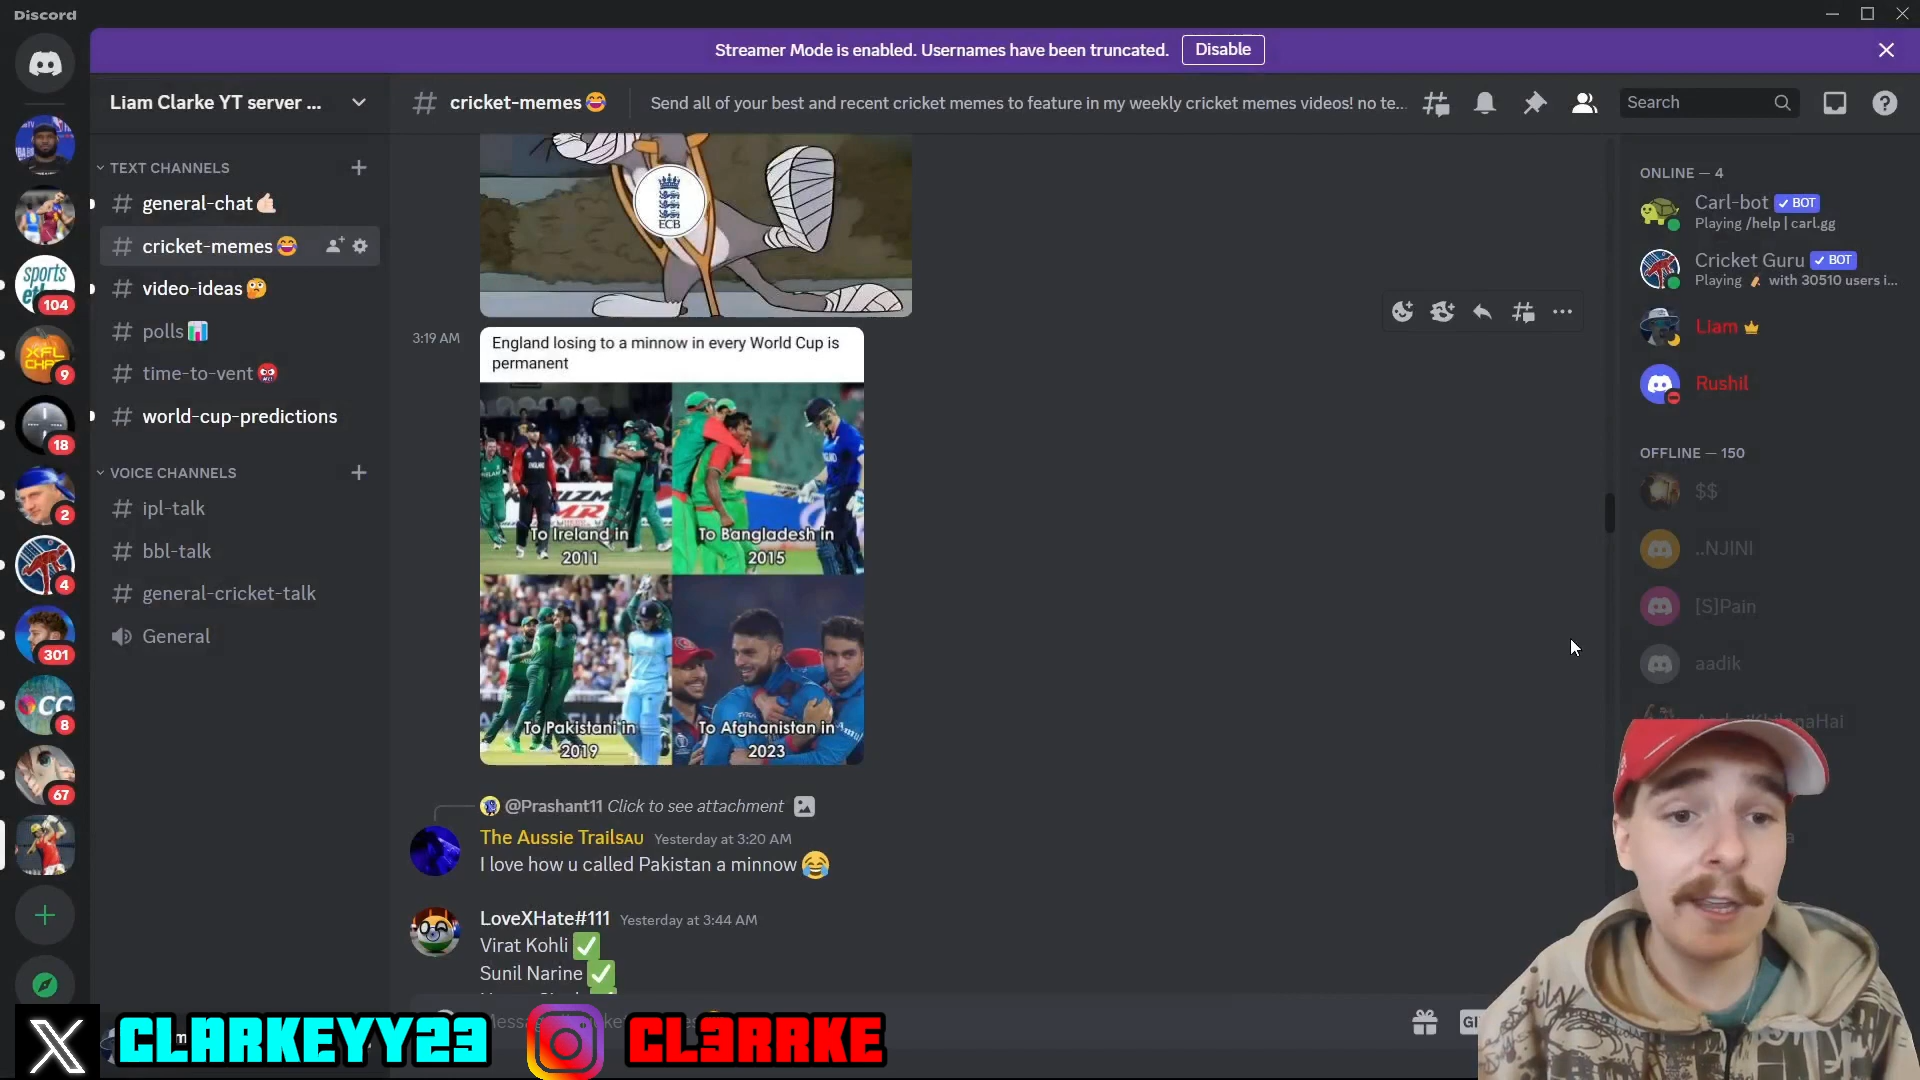 Discord
Streamer Mode is enabled. Usernames have been truncated.
Disable
Liam Clarke YT server ...
cricket-memes😂
Send all of your best and recent cricket memes to feature in my weekly cricket memes videos! no te...
Search
TEXT CHANNELS
general-chat
cricket-memes😂
video-ideas🤔
polls📊
time-to-vent
world-cup-predictions
VOICE CHANNELS
ipl-talk
bbl-talk
general-cricket-talk
General
sports
104
XFL
9
18
2
4
301
CC
8
67
ECB
3:19 AM
England losing to a minnow in every World Cup is
permanent
To Ireland in
2011
To Bangladesh in
2015
To Pakistani in
2019
To Afghanistan in
2023
@Prashant11 Click to see attachment
The Aussie TrailsAU Yesterday at 3:20 AM
I love how u called Pakistan a minnow 😂
LoveXHate#111 Yesterday at 3:44 AM
Virat Kohli ✅
Sunil Narine ✅
ONLINE — 4
Carl-bot ✓ BOT
Playing /help | carl.gg
Cricket Guru ✓ BOT
Playing 🏏 with 30510 users i...
Liam
Rushil
OFFLINE — 150
$$
..NJINI
[S]Pain
aadik
X CLARKEYY23
CL3RRKE